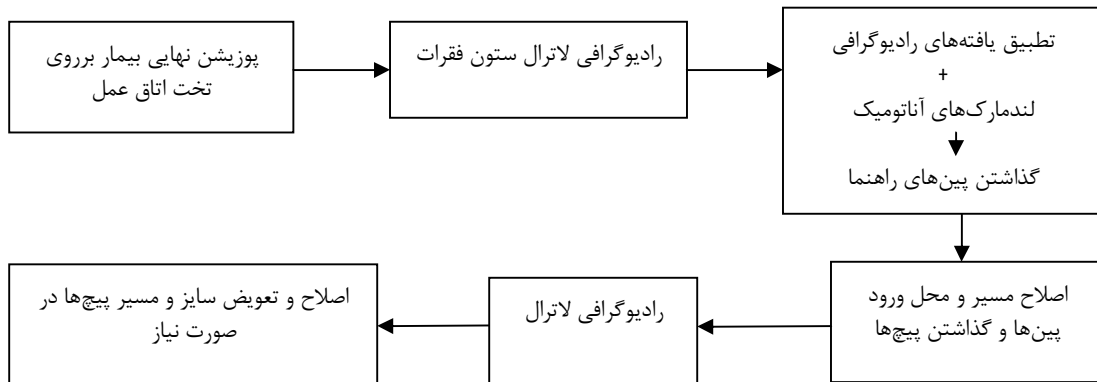 پوزیشن نهایی بیمار برروی
تخت اتاق عمل
رادیوگرافی لاترال ستون فقرات
تطبیق یافته‌های رادیوگرافی
+
لندمارک‌های آناتومیک
گذاشتن پین‌های راهنما
اصلاح مسیر و محل ورود
پین‌ها و گذاشتن پیچ‌ها
رادیوگرافی لاترال
اصلاح و تعویض سایز و مسیر پیچ‌ها در
صورت نیاز